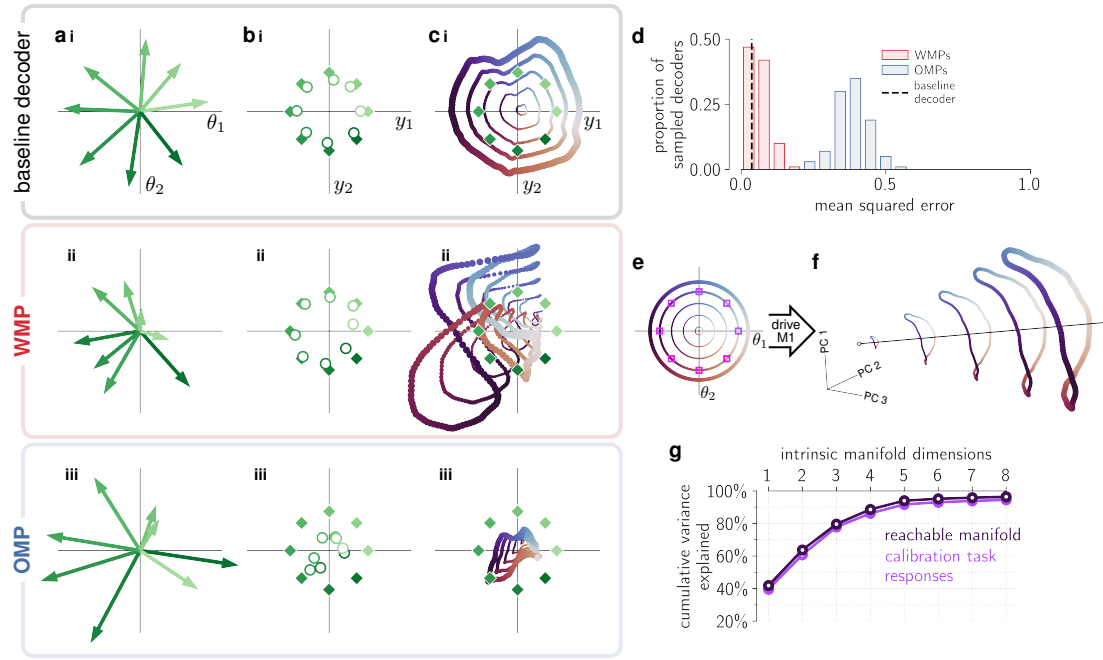 baseline decoder
a i
θ1
θ2
b i
y1
y2
c i
y1
y2
d
0.50
0.25
0.00
proportion of
sampled decoders
WMPs
OMPs
baseline
decoder
0.0
0.5
1.0
mean squared error
WMP
ii
ii
ii
e
θ1
θ2
drive
M1
f
PC 1
PC 2
PC 3
OMP
iii
iii
iii
g
intrinsic manifold dimensions
1 2 3 4 5 6 7 8
100%
80%
60%
40%
20%
cumulative variance
explained
reachable manifold
calibration task
responses